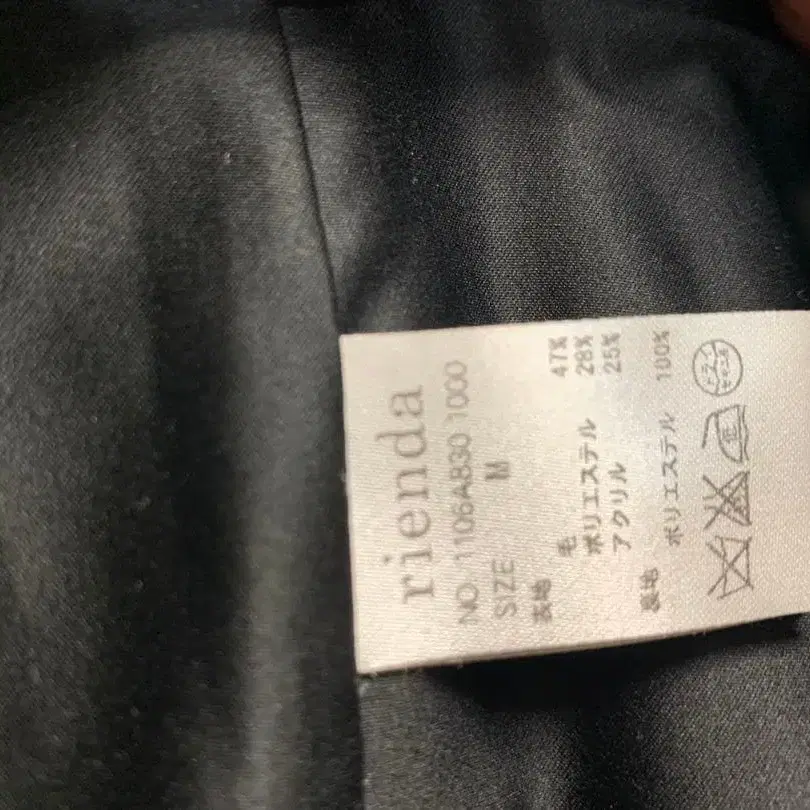 rienda
NO. 1106AB30 1000
SIZE M
表地
毛 47%
ポリエステル 28%
アクリル 25%
裏地
ポリエステル 100%